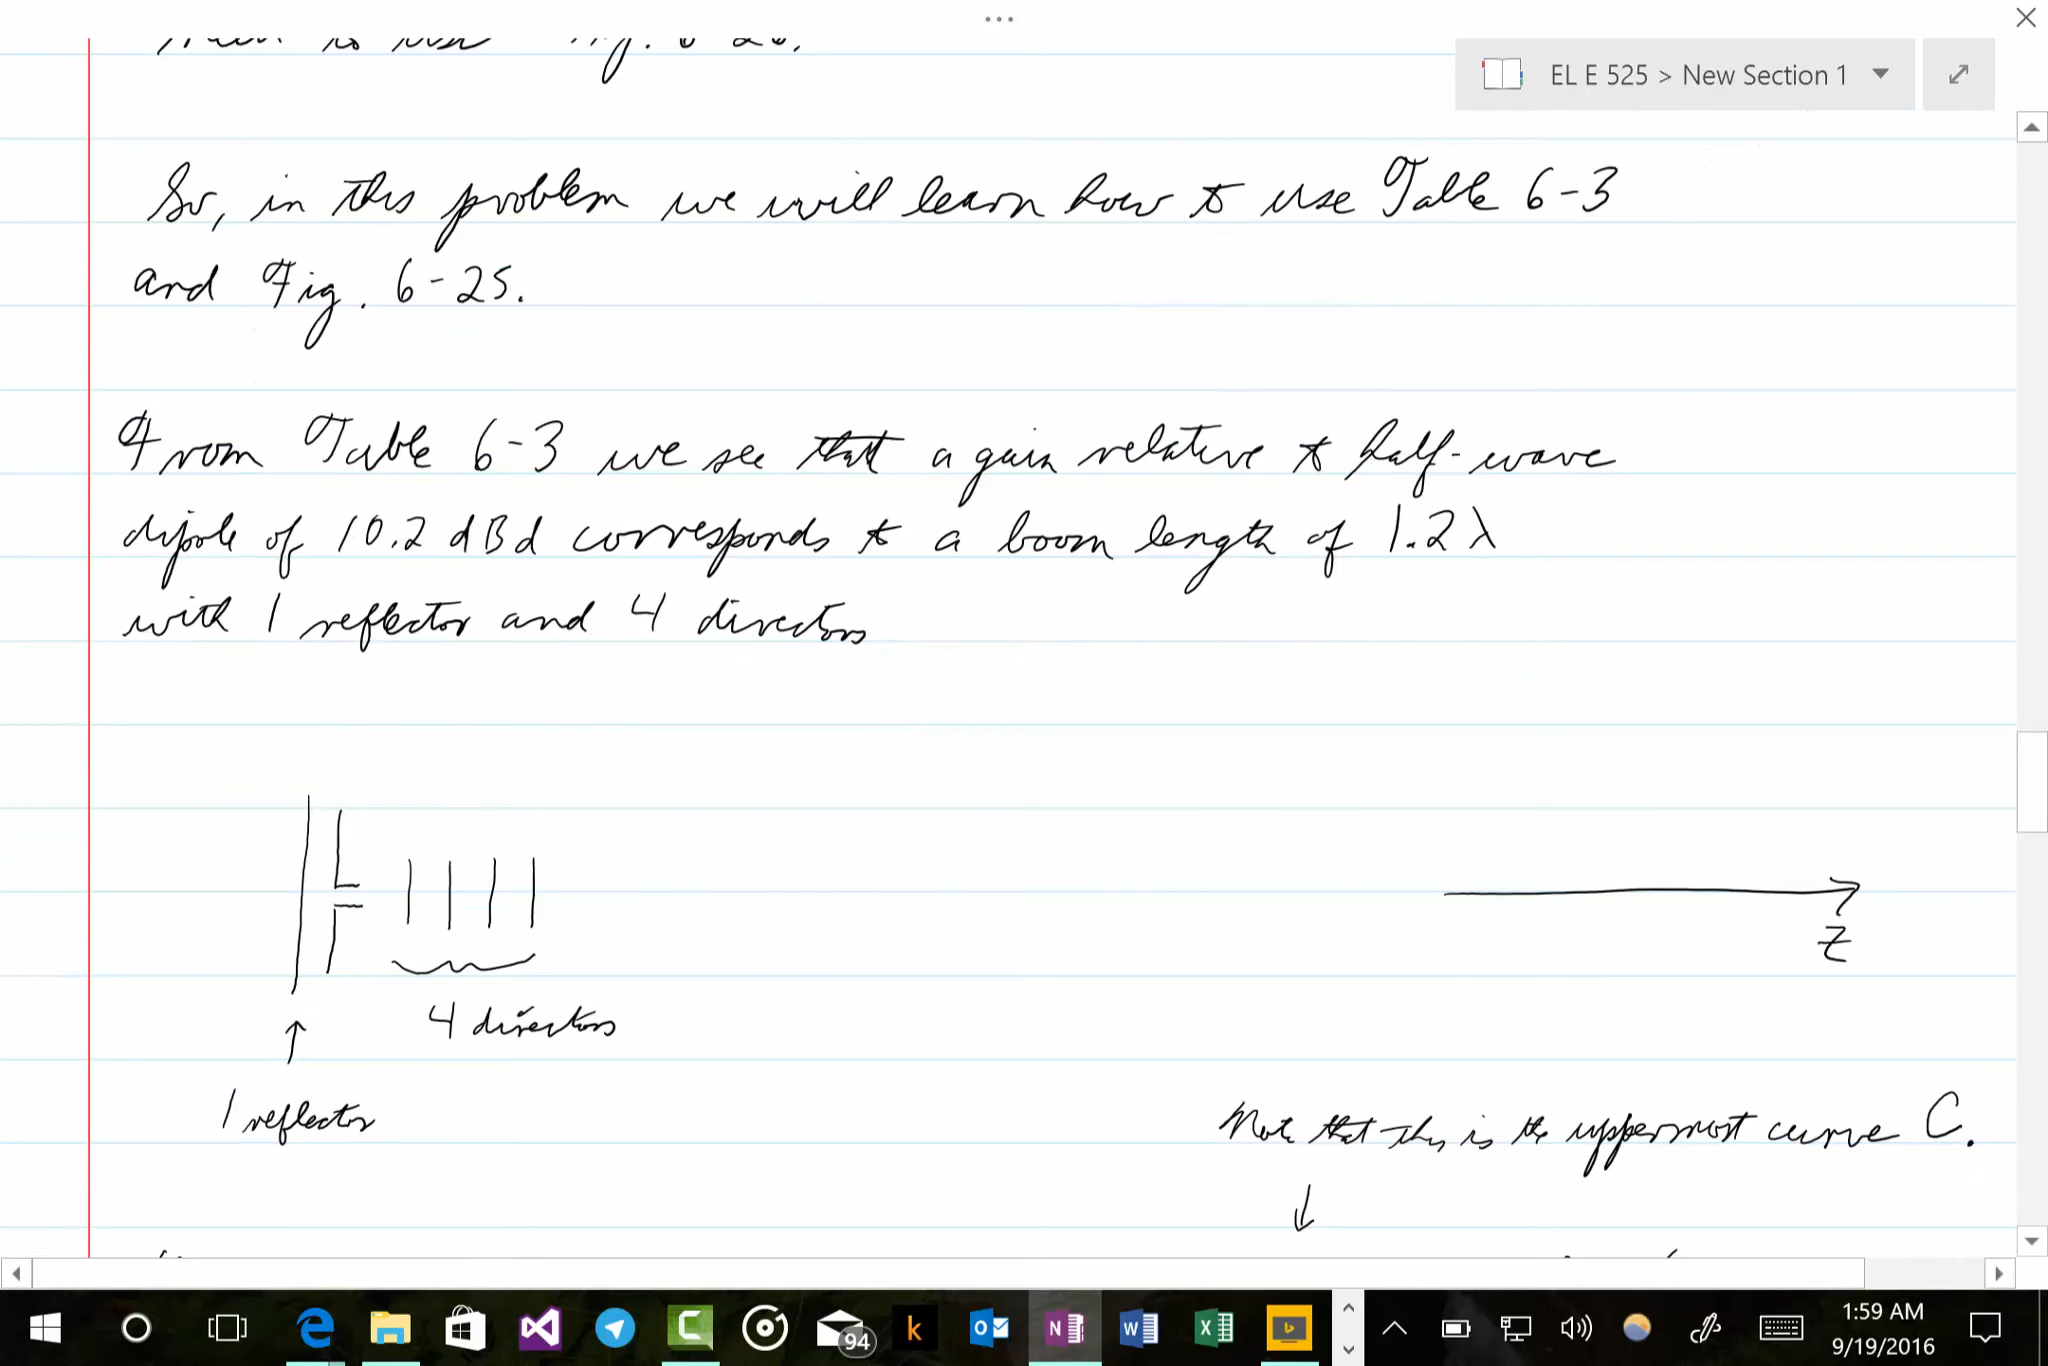 ...
EL E 525 > New Section 1
So, in this problem we will learn how to use Table 6-3
and Fig. 6-25.
From Table 6-3 we see that a gain relative to half-wave
dipole of 10.2 dBd corresponds to a boom length of 1.2 λ
with 1 reflector and 4 directors
Z
4 directors
1 reflector
Note that this is the uppermost curve C.
94
1:59 AM
9/19/2016